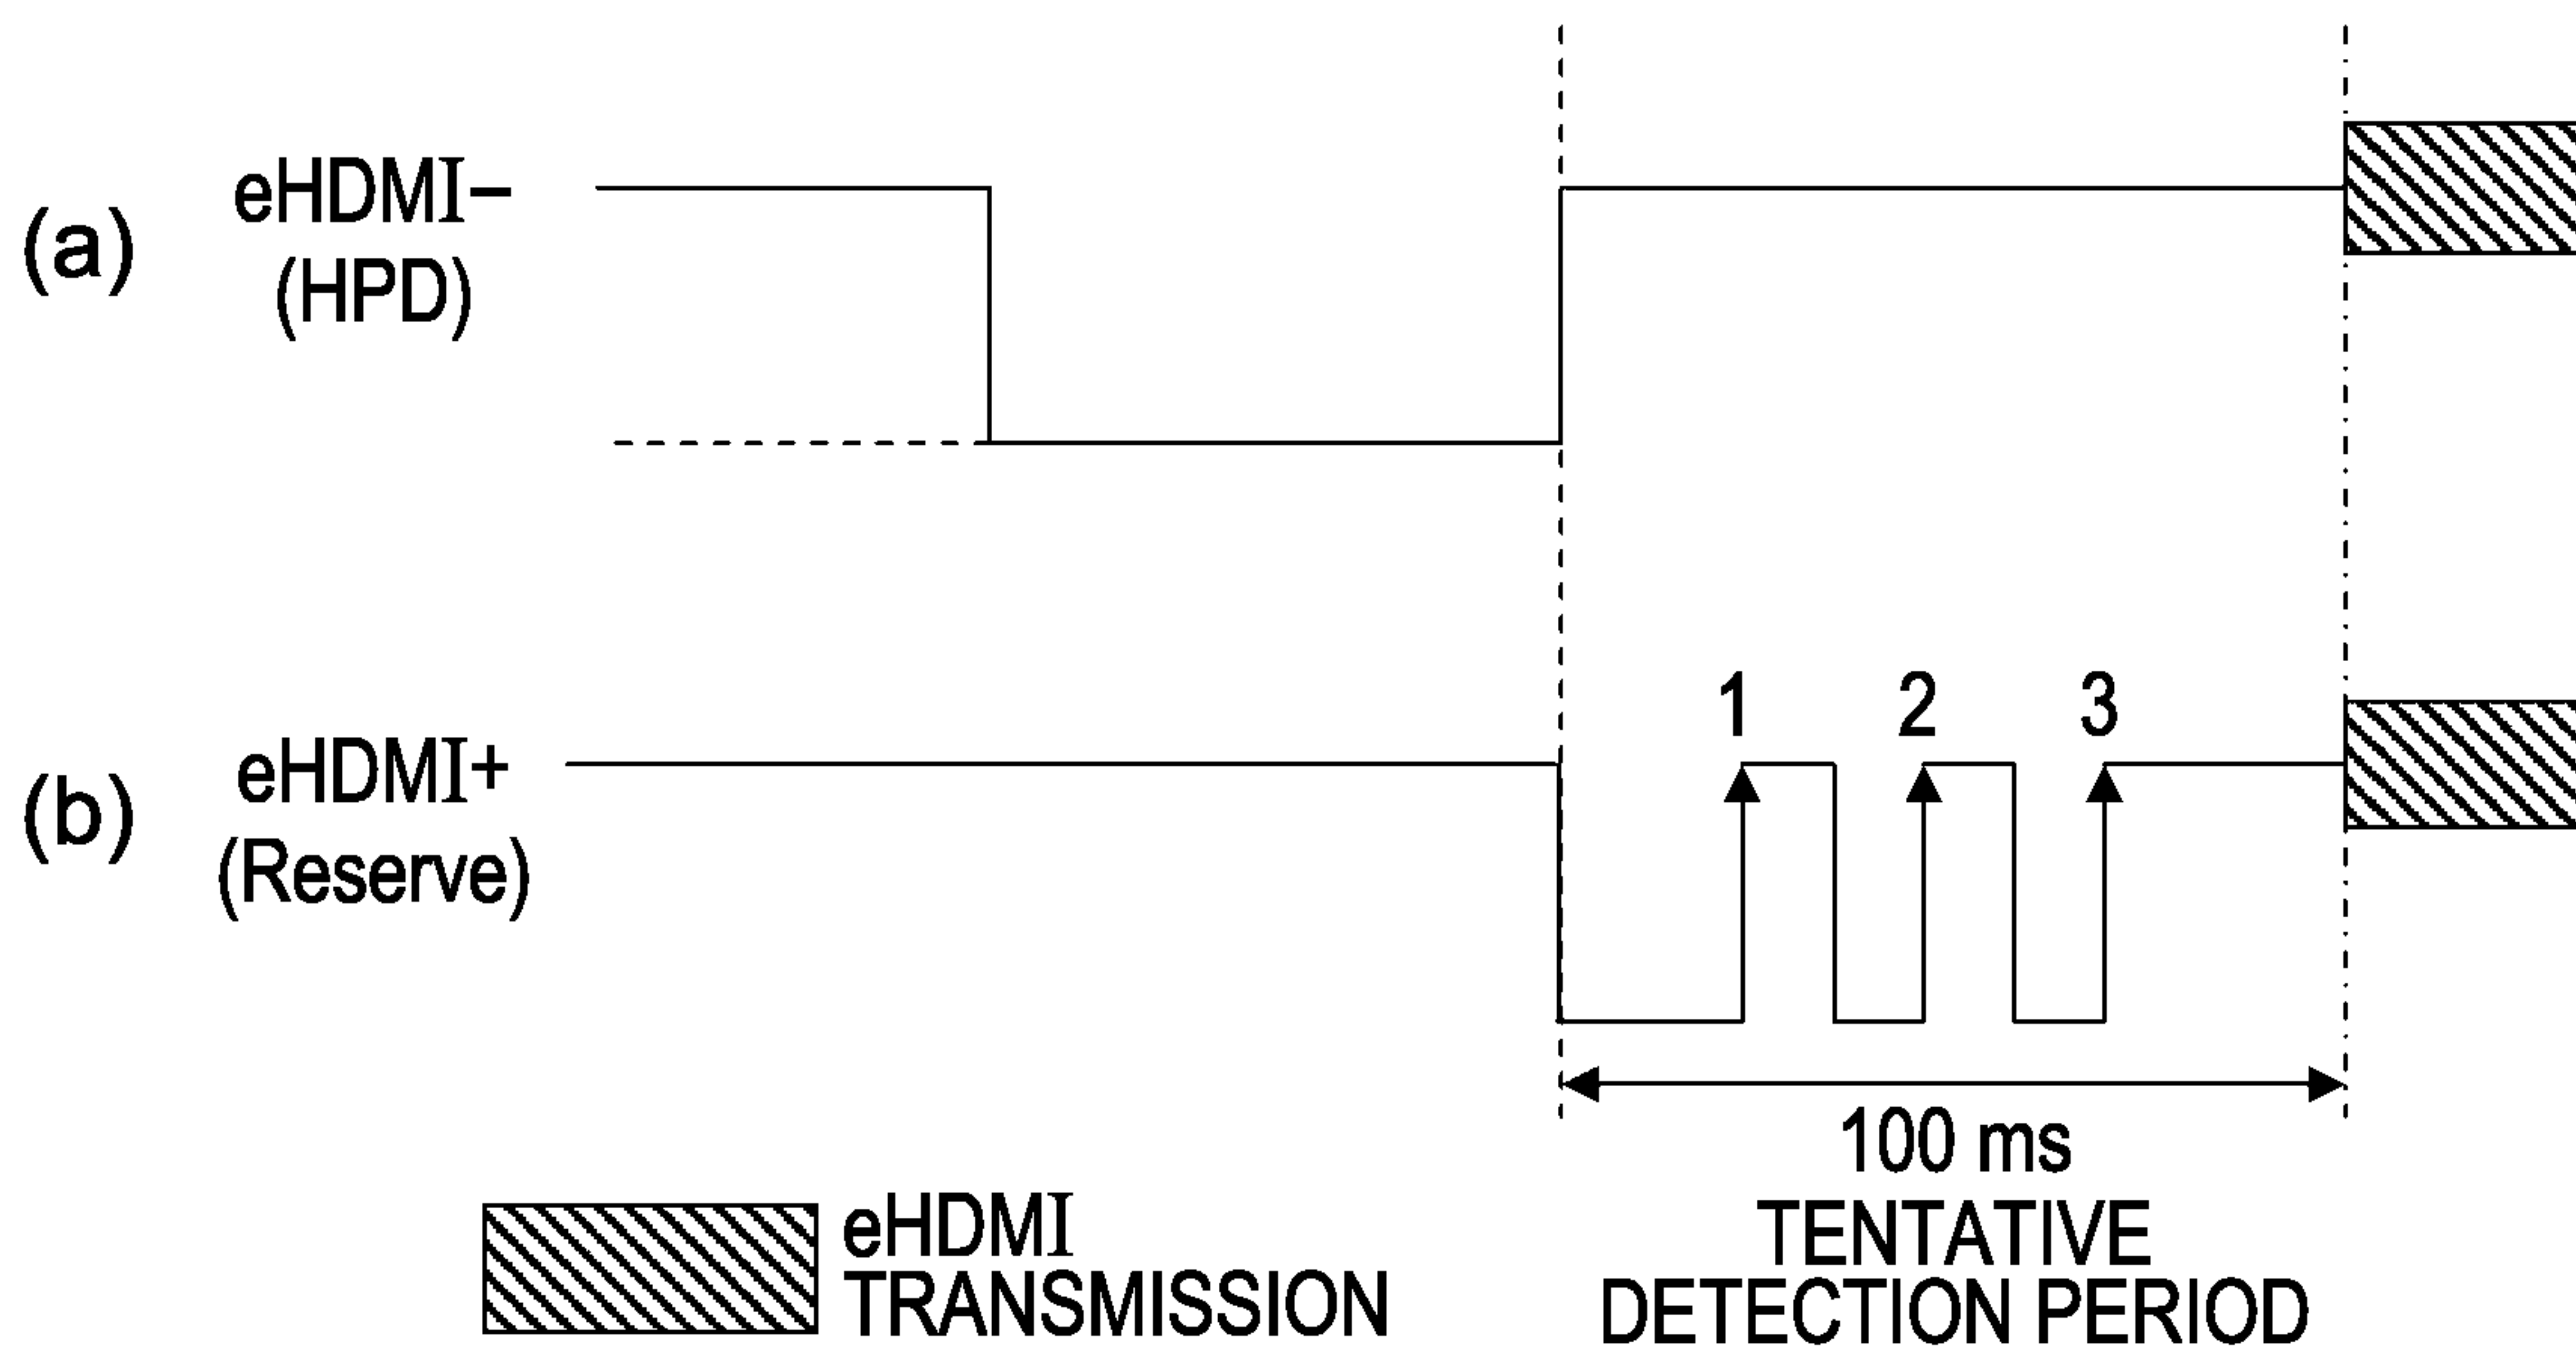 (a)
eHDMI−
(HPD)
1 2 3
(b)
eHDMI+
(Reserve)
100 ms
TENTATIVE
DETECTION PERIOD
eHDMI
TRANSMISSION